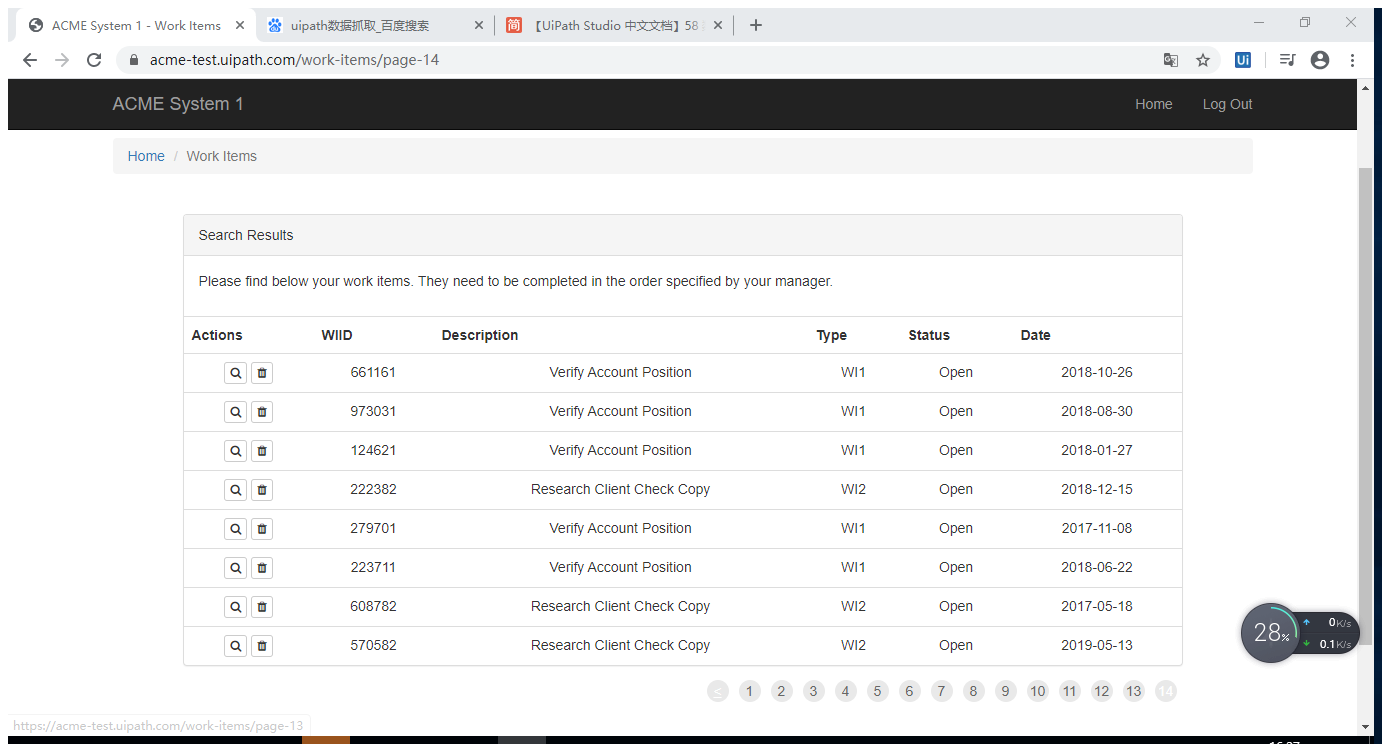 ACME System 1 - Work Items
uipath数据抓取_百度搜索
简 【UiPath Studio 中文文档】58
acme-test.uipath.com/work-items/page-14
Ui
ACME System 1
Home Log Out
Home / Work Items
Search Results
Please find below your work items. They need to be completed in the order specified by your manager.
Actions WIID Description Type Status Date
661161 Verify Account Position WI1 Open 2018-10-26
973031 Verify Account Position WI1 Open 2018-08-30
124621 Verify Account Position WI1 Open 2018-01-27
222382 Research Client Check Copy WI2 Open 2018-12-15
279701 Verify Account Position WI1 Open 2017-11-08
223711 Verify Account Position WI1 Open 2018-06-22
608782 Research Client Check Copy WI2 Open 2017-05-18
570582 Research Client Check Copy WI2 Open 2019-05-13
28% 0K/s
0.1K/s
≤ 1 2 3 4 5 6 7 8 9 10 11 12 13 14
https://acme-test.uipath.com/work-items/page-13